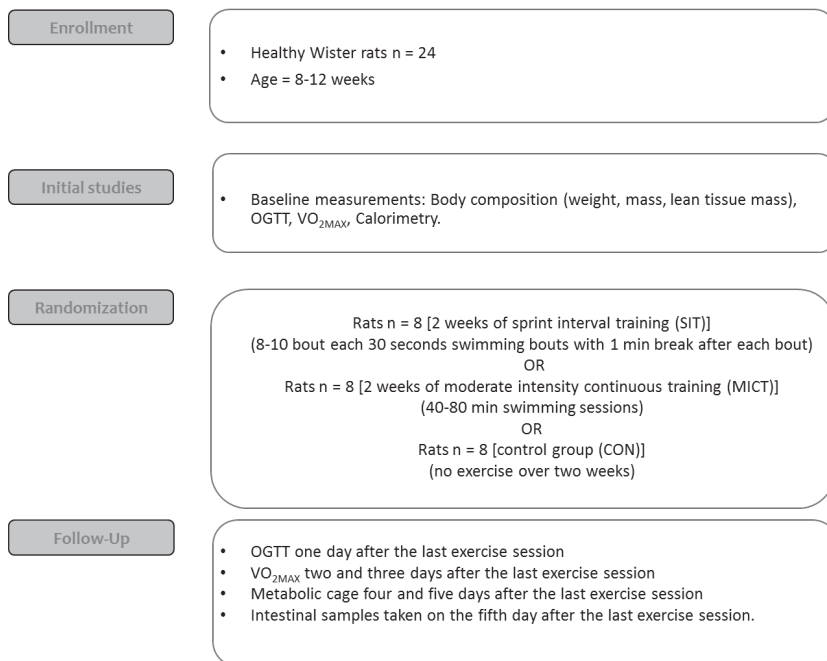 Enrollment
• Healthy Wister rats n = 24
• Age = 8-12 weeks
Initial studies
• Baseline measurements: Body composition (weight, mass, lean tissue mass),
OGTT, VO2MAX, Calorimetry.
Randomization
Rats n = 8 [2 weeks of sprint interval training (SIT)]
(8-10 bout each 30 seconds swimming bouts with 1 min break after each bout)
OR
Rats n = 8 [2 weeks of moderate intensity continuous training (MICT)]
(40-80 min swimming sessions)
OR
Rats n = 8 [control group (CON)]
(no exercise over two weeks)
Follow-Up
• OGTT one day after the last exercise session
• VO2MAX two and three days after the last exercise session
• Metabolic cage four and five days after the last exercise session
• Intestinal samples taken on the fifth day after the last exercise session.